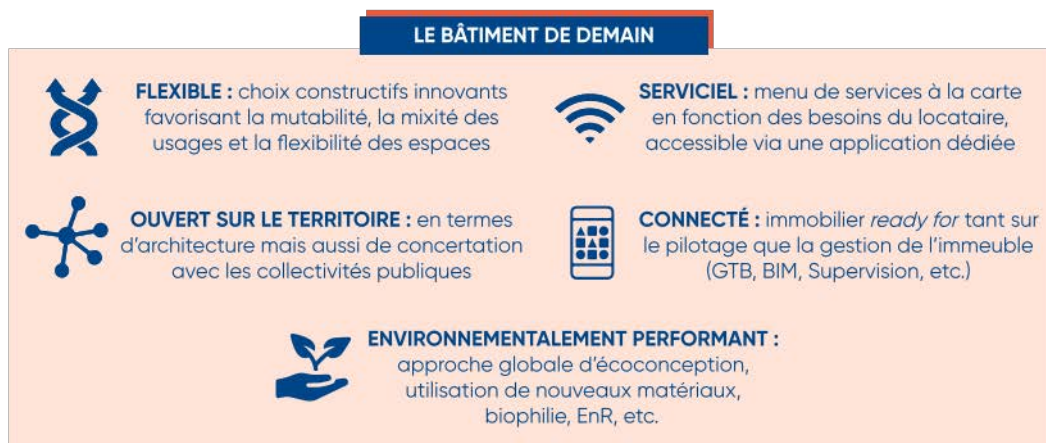 LE BÂTIMENT DE DEMAIN
FLEXIBLE : choix constructifs innovants
favorisant la mutabilité, la mixité des
usages et la flexibilité des espaces
SERVICIEL : menu de services à la carte
en fonction des besoins du locataire,
accessible via une application dédiée
OUVERT SUR LE TERRITOIRE : en termes
d’architecture mais aussi de concertation
avec les collectivités publiques
CONNECTÉ : immobilier ready for tant sur
le pilotage que la gestion de l’immeuble
(GTB, BIM, Supervision, etc.)
ENVIRONNEMENTALEMENT PERFORMANT :
approche globale d’écoconception,
utilisation de nouveaux matériaux,
biophilie, EnR, etc.